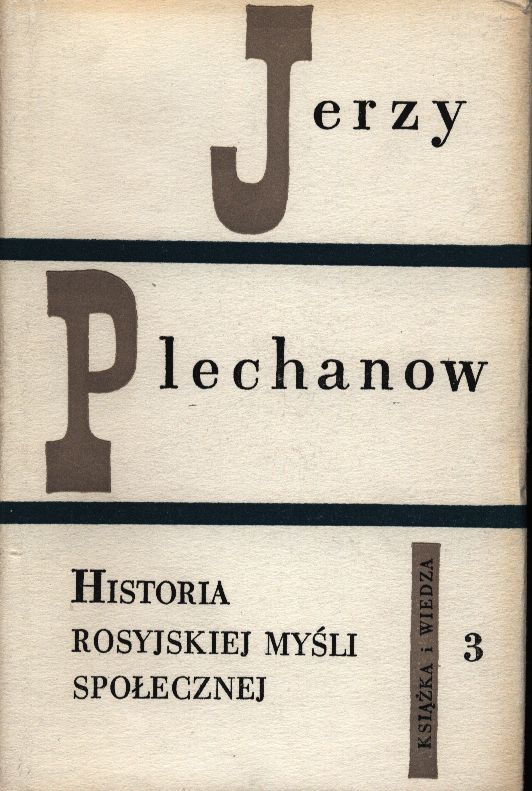 Jerzy
Plechanow
HISTORIA
ROSYJSKIEJ MYŚLI
SPOŁECZNEJ
KSIĄŻKA i WIEDZA
3